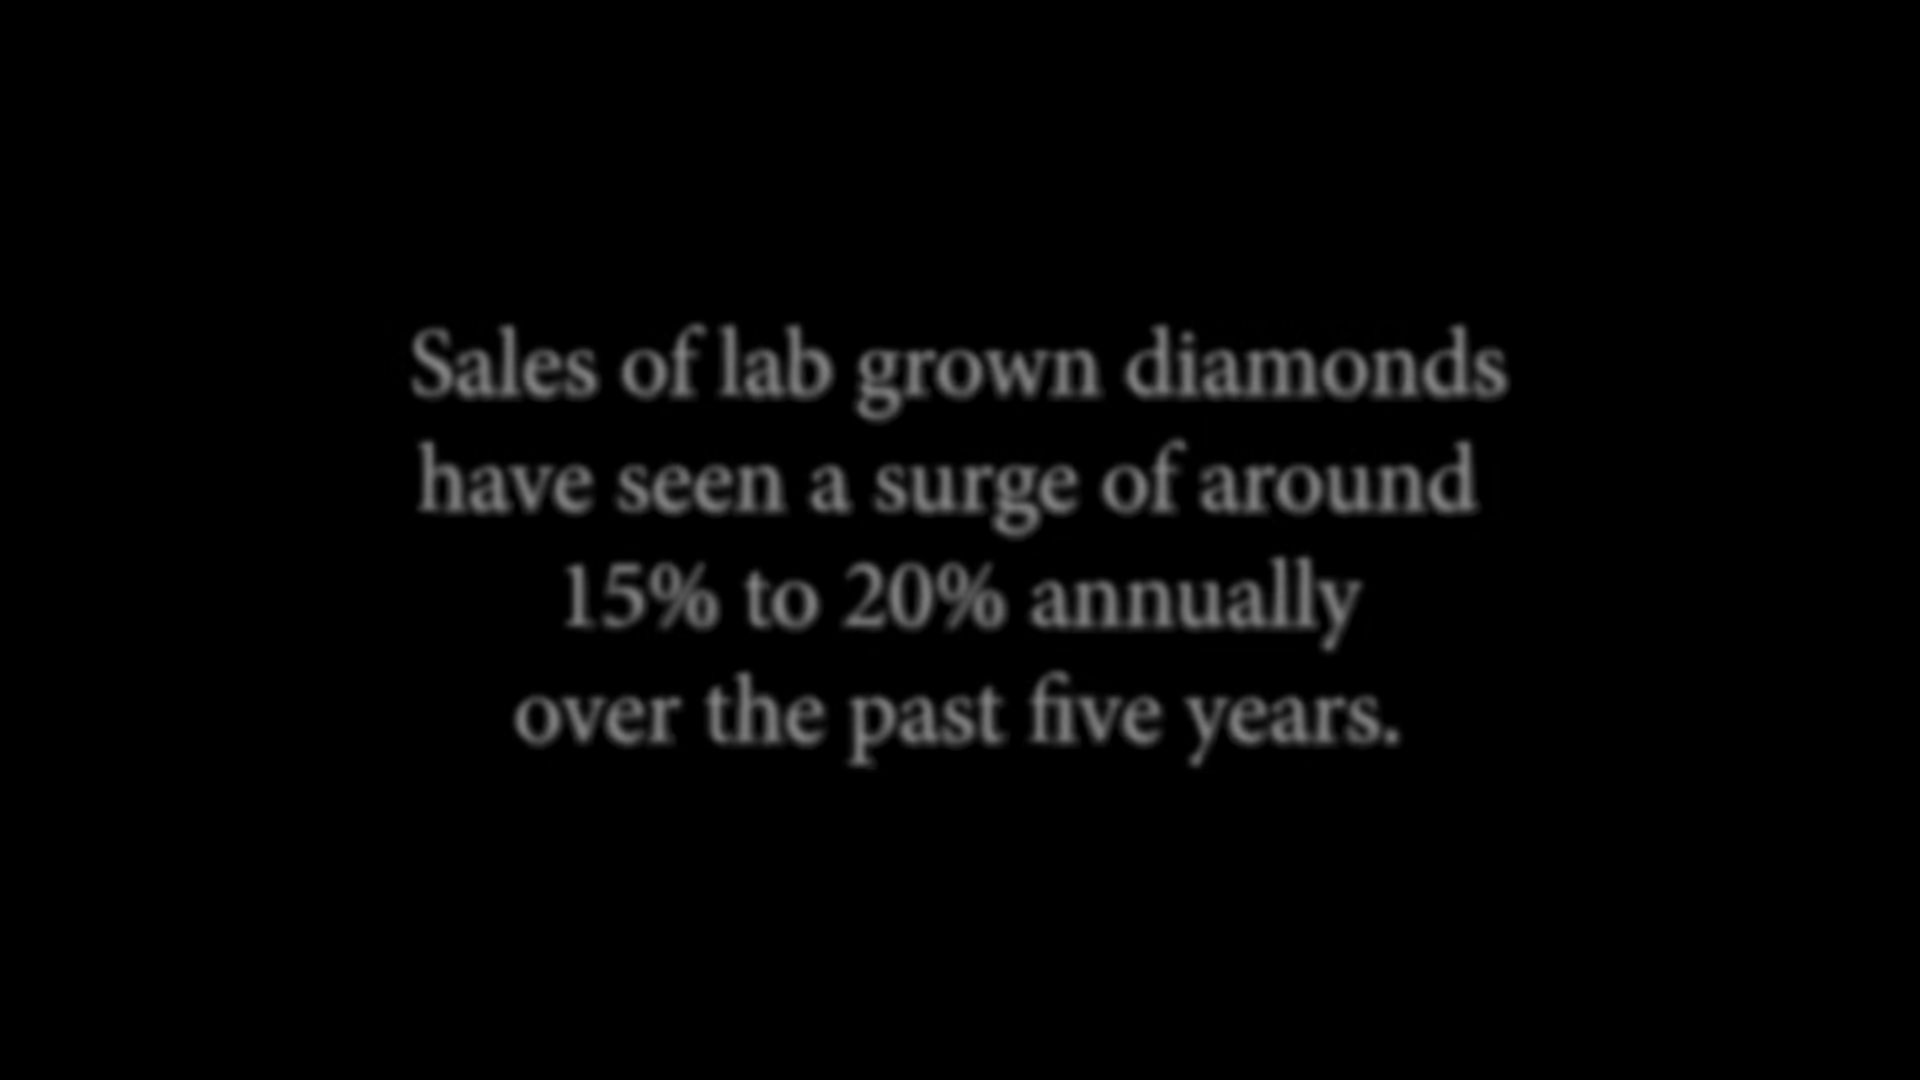 Sales of lab grown diamonds
have seen a surge of around
15% to 20% annually
over the past five years.